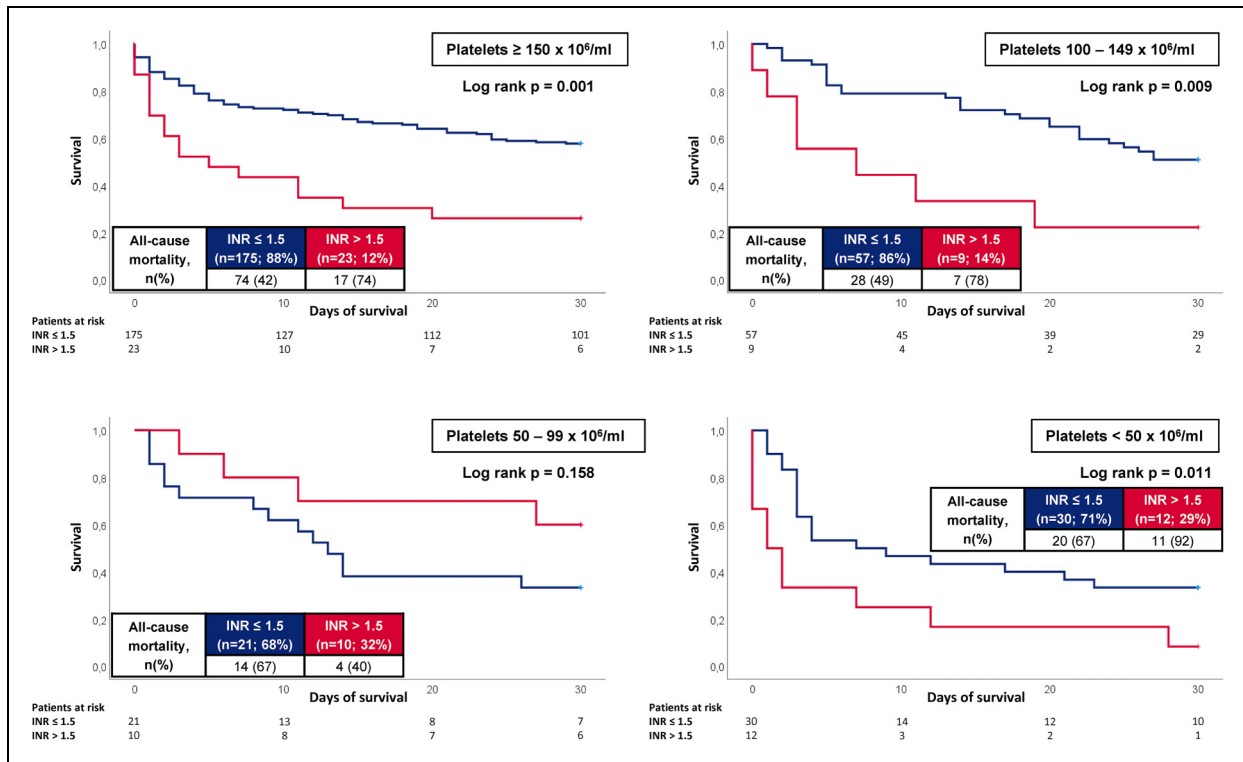 Platelets ≥ 150 x 10⁶/ml
Log rank p = 0.001
Survival
1,0
0,8
0,6
0,4
0,2
0,0
All-cause mortality, n(%)
INR ≤ 1.5 (n=175; 88%)
INR > 1.5 (n=23; 12%)
74 (42)
17 (74)
0 10 20 30
Days of survival
Patients at risk
INR ≤ 1.5 175 127 112 101
INR > 1.5 23 10 7 6
Platelets 100 – 149 x 10⁶/ml
Log rank p = 0.009
Survival
1,0
0,8
0,6
0,4
0,2
0,0
All-cause mortality, n(%)
INR ≤ 1.5 (n=57; 86%)
INR > 1.5 (n=9; 14%)
28 (49)
7 (78)
0 10 20 30
Days of survival
Patients at risk
INR ≤ 1.5 57 45 39 29
INR > 1.5 9 4 2 2
Platelets 50 – 99 x 10⁶/ml
Log rank p = 0.158
Survival
1,0
0,8
0,6
0,4
0,2
0,0
All-cause mortality, n(%)
INR ≤ 1.5 (n=21; 68%)
INR > 1.5 (n=10; 32%)
14 (67)
4 (40)
0 10 20 30
Days of survival
Patients at risk
INR ≤ 1.5 21 13 8 7
INR > 1.5 10 8 7 6
Platelets < 50 x 10⁶/ml
Log rank p = 0.011
Survival
1,0
0,8
0,6
0,4
0,2
0,0
All-cause mortality, n(%)
INR ≤ 1.5 (n=30; 71%)
INR > 1.5 (n=12; 29%)
20 (67)
11 (92)
0 10 20 30
Days of survival
Patients at risk
INR ≤ 1.5 30 14 12 10
INR > 1.5 12 3 2 1